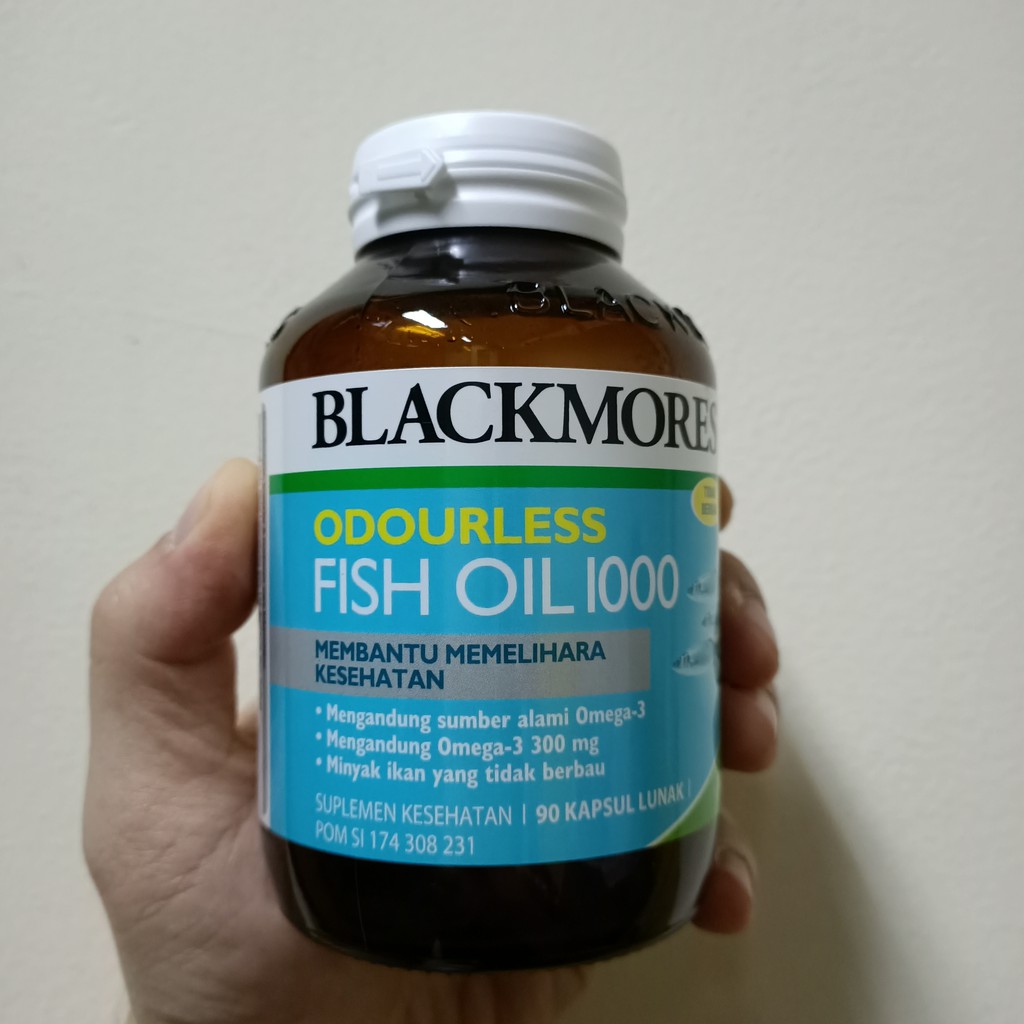 BLACKMORES
BLACKMORES
ODOURLESS
FISH OIL 1000
MEMBANTU MEMELIHARA
KESEHATAN
• Mengandung sumber alami Omega-3
• Mengandung Omega-3 300 mg
• Minyak ikan yang tidak berbau
SUPLEMEN KESEHATAN | 90 KAPSUL LUNAK |
POM SI 174 308 231